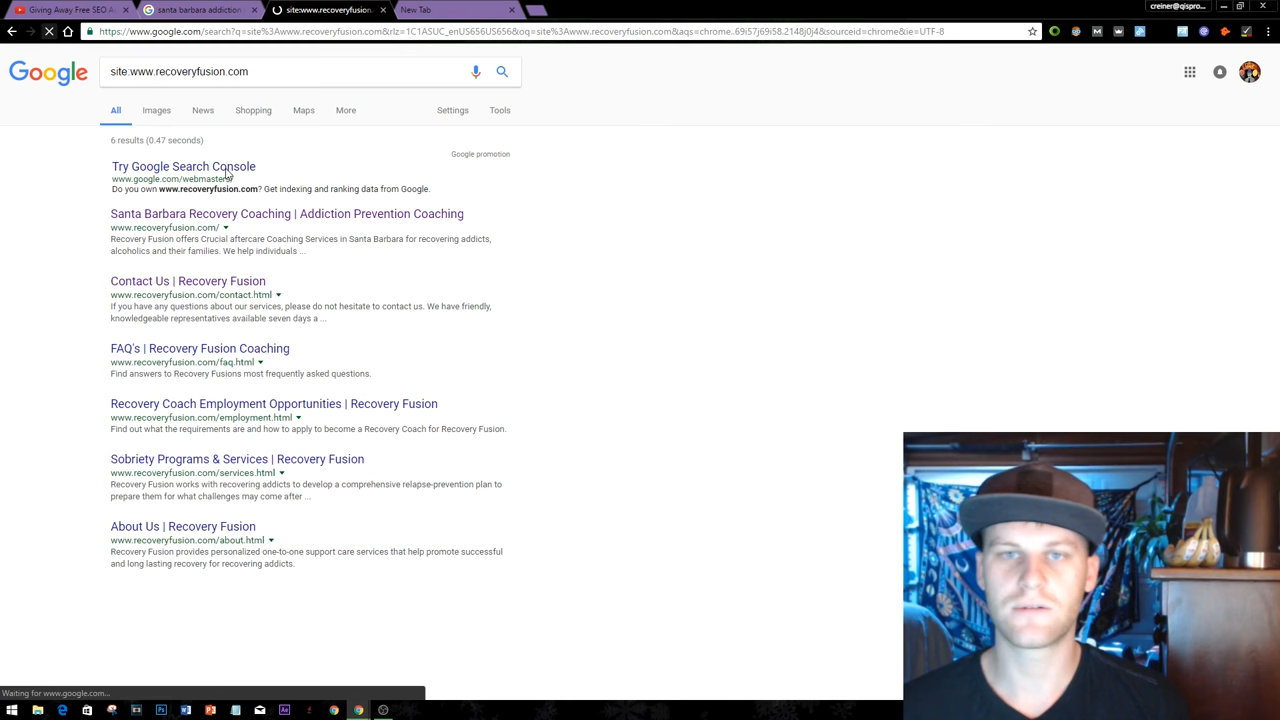 Giving Away Free SEO A
santa barbara addiction
site:www.recoveryfusion.
New Tab
creiner@qispro...
https://www.google.com/search?q=site%3Awww.recoveryfusion.com&rlz=1C1ASUC_enUS656US656&oq=site%3Awww.recoveryfusion.com&aqs=chrome..69i57j69i58.2148j0j4&sourceid=chrome&ie=UTF-8
Google
site:www.recoveryfusion.com
All Images News Shopping Maps More Settings Tools
6 results (0.47 seconds)
Google promotion
Try Google Search Console
www.google.com/webmasters/
Do you own www.recoveryfusion.com? Get indexing and ranking data from Google.
Santa Barbara Recovery Coaching | Addiction Prevention Coaching
www.recoveryfusion.com/
Recovery Fusion offers Crucial aftercare Coaching Services in Santa Barbara for recovering addicts,
alcoholics and their families. We help individuals ...
Contact Us | Recovery Fusion
www.recoveryfusion.com/contact.html
If you have any questions about our services, please do not hesitate to contact us. We have friendly,
knowledgeable representatives available seven days a ...
FAQ's | Recovery Fusion Coaching
www.recoveryfusion.com/faq.html
Find answers to Recovery Fusions most frequently asked questions.
Recovery Coach Employment Opportunities | Recovery Fusion
www.recoveryfusion.com/employment.html
Find out what the requirements are and how to apply to become a Recovery Coach for Recovery Fusion.
Sobriety Programs & Services | Recovery Fusion
www.recoveryfusion.com/services.html
Recovery Fusion works with recovering addicts to develop a comprehensive relapse-prevention plan to
prepare them for what challenges may come after ...
About Us | Recovery Fusion
www.recoveryfusion.com/about.html
Recovery Fusion provides personalized one-to-one support care services that help promote successful
and long lasting recovery for recovering addicts.
Waiting for www.google.com...